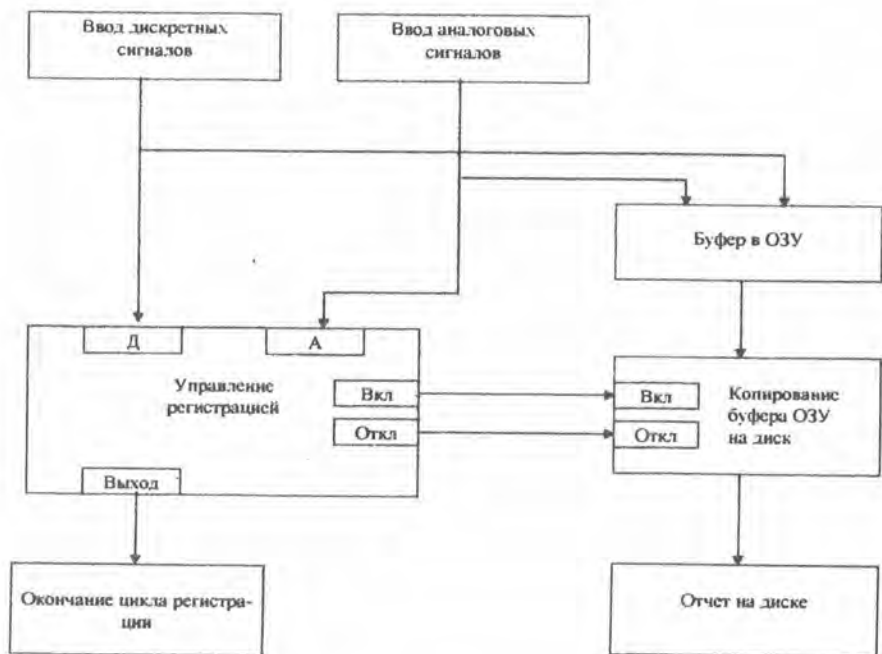 Ввод дискретных
сигналов
Ввод аналоговых
сигналов
Буфер в ОЗУ
Д
А
Управление
регистрацией
Вкл
Откл
Выход
Вкл
Откл
Копирование
буфера ОЗУ
на диск
Окончание цикла регистра-
ции
Отчет на диске